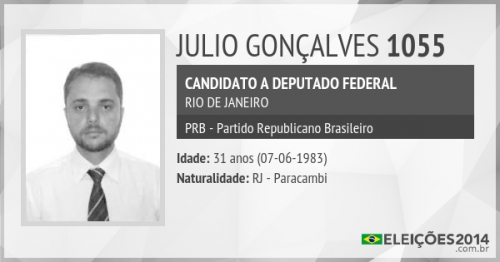 JULIO GONÇALVES 1055
CANDIDATO A DEPUTADO FEDERAL
RIO DE JANEIRO
PRB - Partido Republicano Brasileiro
Idade: 31 anos (07-06-1983)
Naturalidade: RJ - Paracambi
ELEIÇÕES2014
.com.br